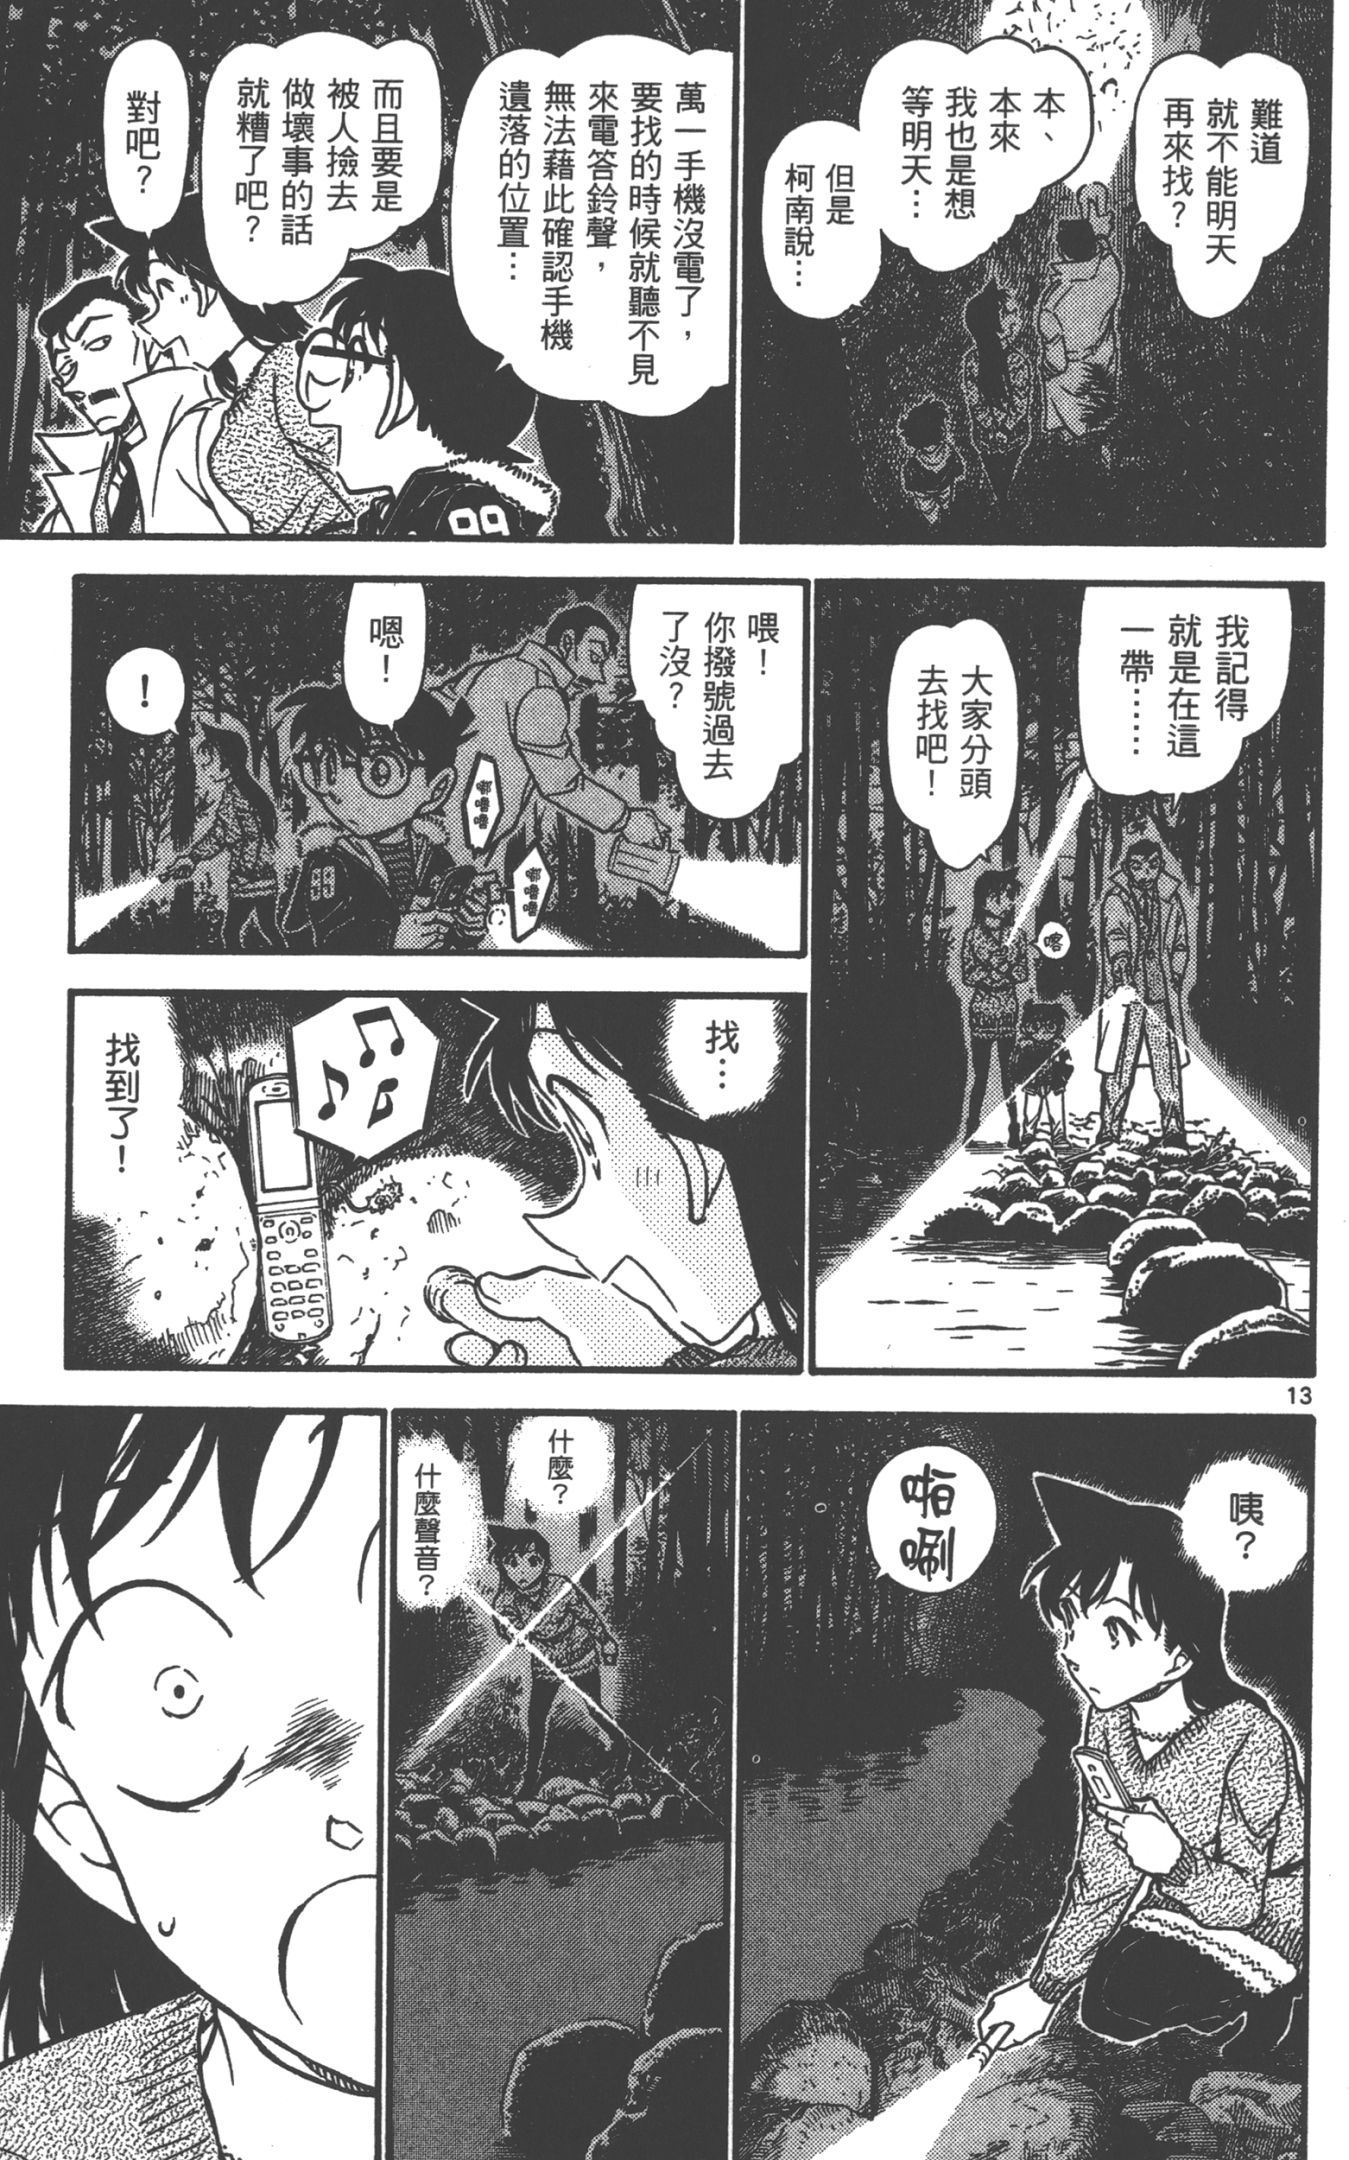 難道
就不能明天
再來找？
本、
本來
我也是想
等明天…
但是
柯南說…
萬一手機沒電了，
要找的時候就聽不見
來電答鈴聲，
無法藉此確認手機
遺落的位置…
而且要是
被人撿去
做壞事的話
就糟了吧？
對吧？
99
我記得
就是在這
一帶……
大家分頭
去找吧！
喀
喂！
你撥號過去
了沒？
嗯！
嘟嚕嚕
嘟嚕嚕
！
99
找…
找到了！
13
咦？
啪唰
什麼？
什麼聲音？